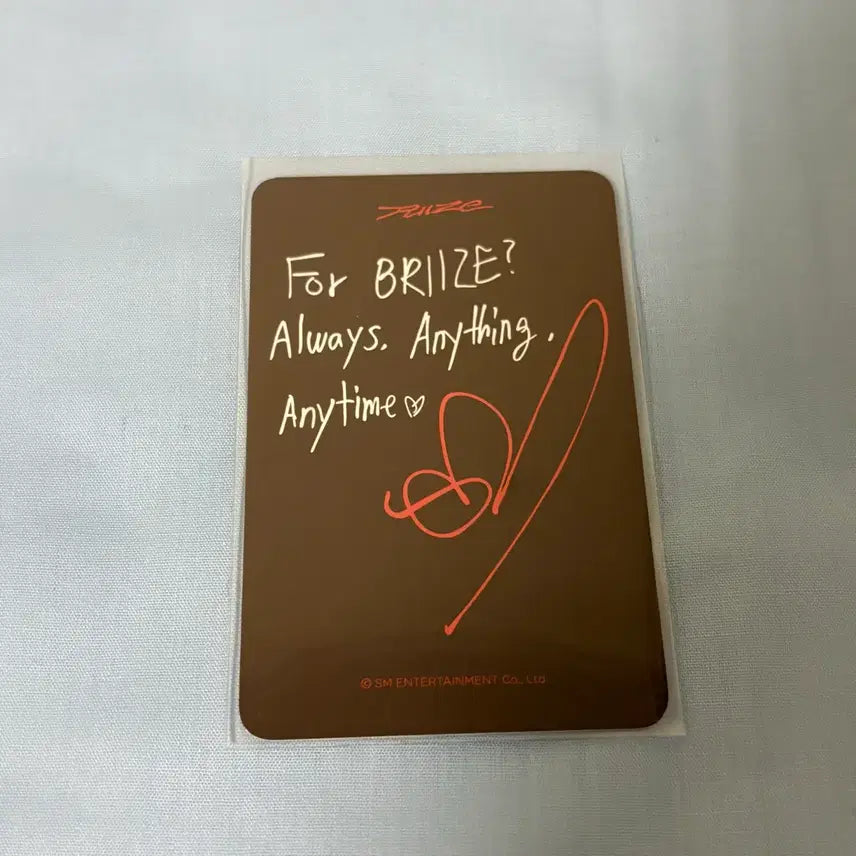 RIIZE
For BRIIZE?
Always. Anything.
Anytime♡
© SM ENTERTAINMENT Co., Ltd